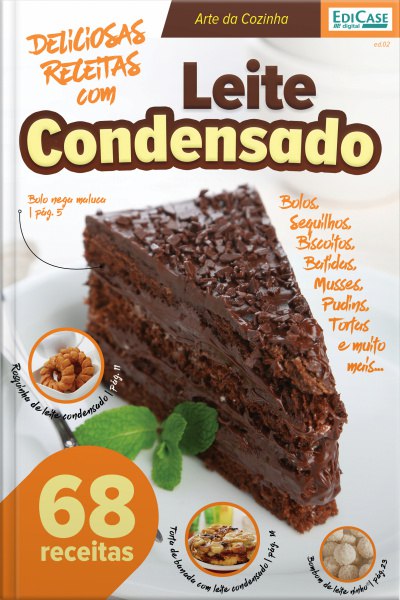 Arte da Cozinha
EDICASE
digital
ed.02
DELICIOSAS
RECEITAS
COM
Leite
Condensado
Bolo nega maluca
| pág. 5
Bolos,
Sequilhos,
Biscoitos,
Batidas,
Musses,
Pudins,
Tortas
e muito
mais...
Rosquinha de leite condensado | pág. 11
68
receitas
Torta de banana com leite condensado | pág. 14
Bombom de leite ninho | pág. 23